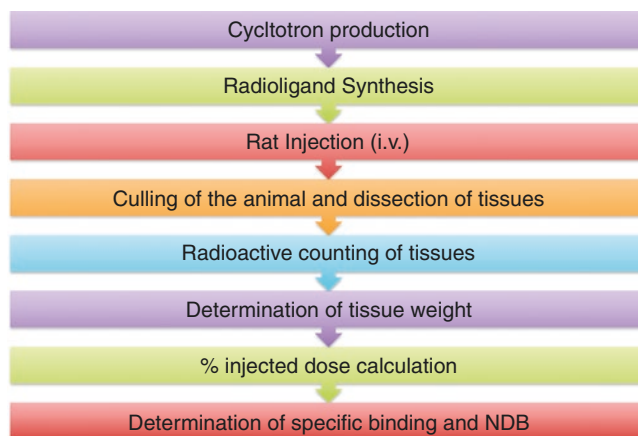 Cycltotron production
Radioligand Synthesis
Rat Injection (i.v.)
Culling of the animal and dissection of tissues
Radioactive counting of tissues
Determination of tissue weight
% injected dose calculation
Determination of specific binding and NDB